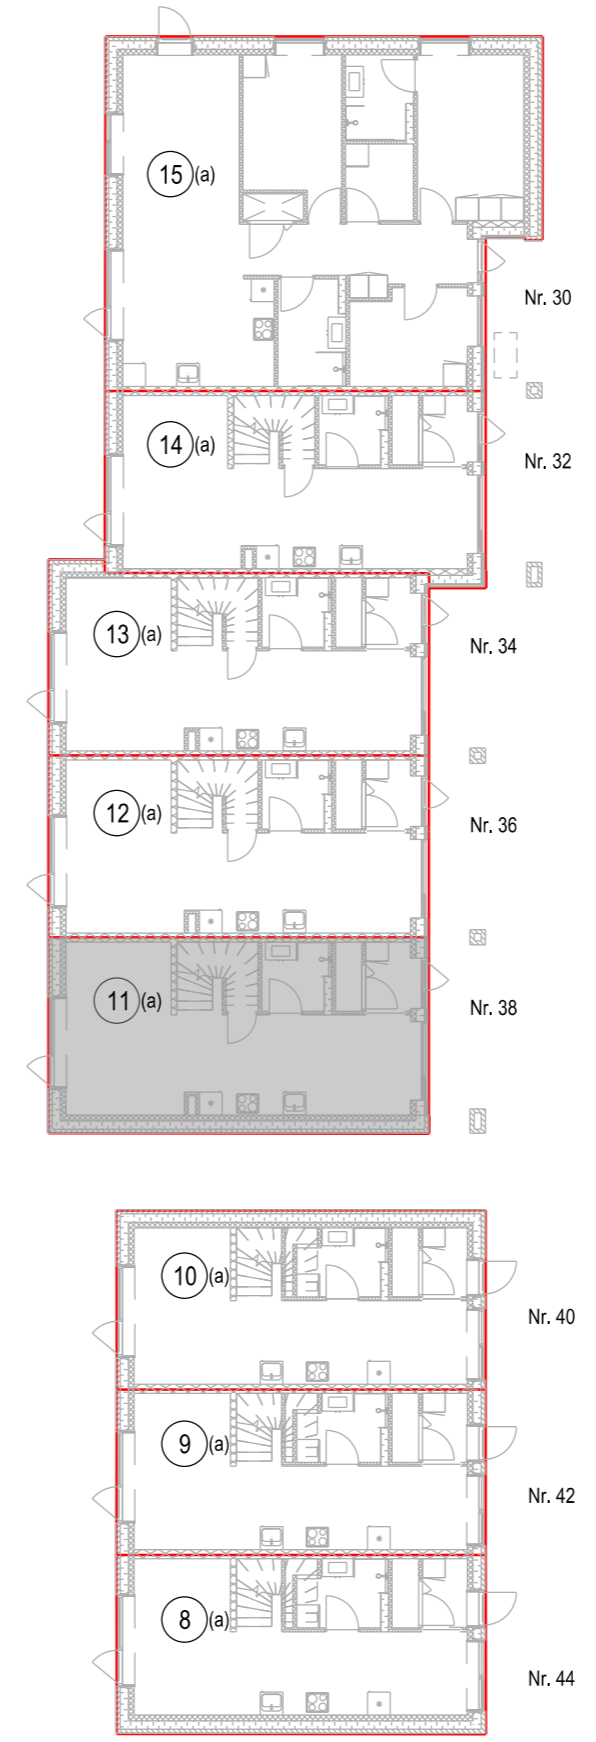 15 (a)
Nr. 30
14 (a)
Nr. 32
13 (a)
Nr. 34
12 (a)
Nr. 36
11 (a)
Nr. 38
10 (a)
Nr. 40
9 (a)
Nr. 42
8 (a)
Nr. 44